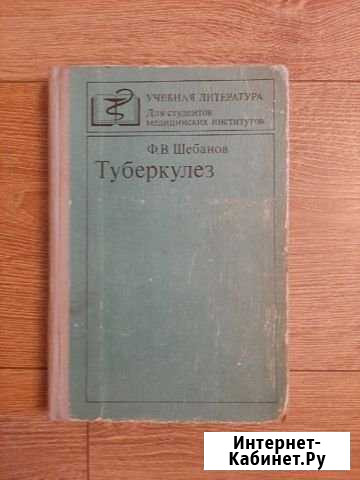 УЧЕБНАЯ ЛИТЕРАТУРА
Для студентов
медицинских институтов
Ф.В.Шебанов
Туберкулез
Интернет-
Кабинет.Ру